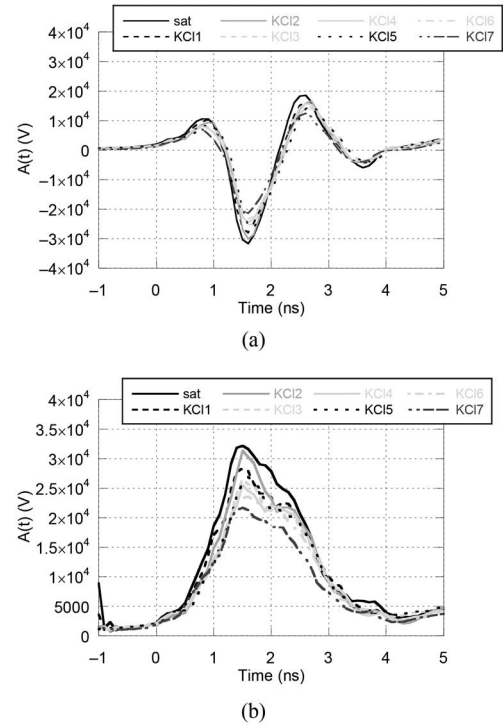 sat KCl2 KCl4 KCl6
KCl1 KCl3 KCl5 KCl7
A(t) (V)
4×10⁴
3×10⁴
2×10⁴
1×10⁴
0
−1×10⁴
−2×10⁴
−3×10⁴
−4×10⁴
−1 0 1 2 3 4 5
Time (ns)
(a)
sat KCl2 KCl4 KCl6
KCl1 KCl3 KCl5 KCl7
A(t) (V)
4×10⁴
3.5×10⁴
3×10⁴
2.5×10⁴
2×10⁴
1.5×10⁴
1×10⁴
5000
0
−1 0 1 2 3 4 5
Time (ns)
(b)